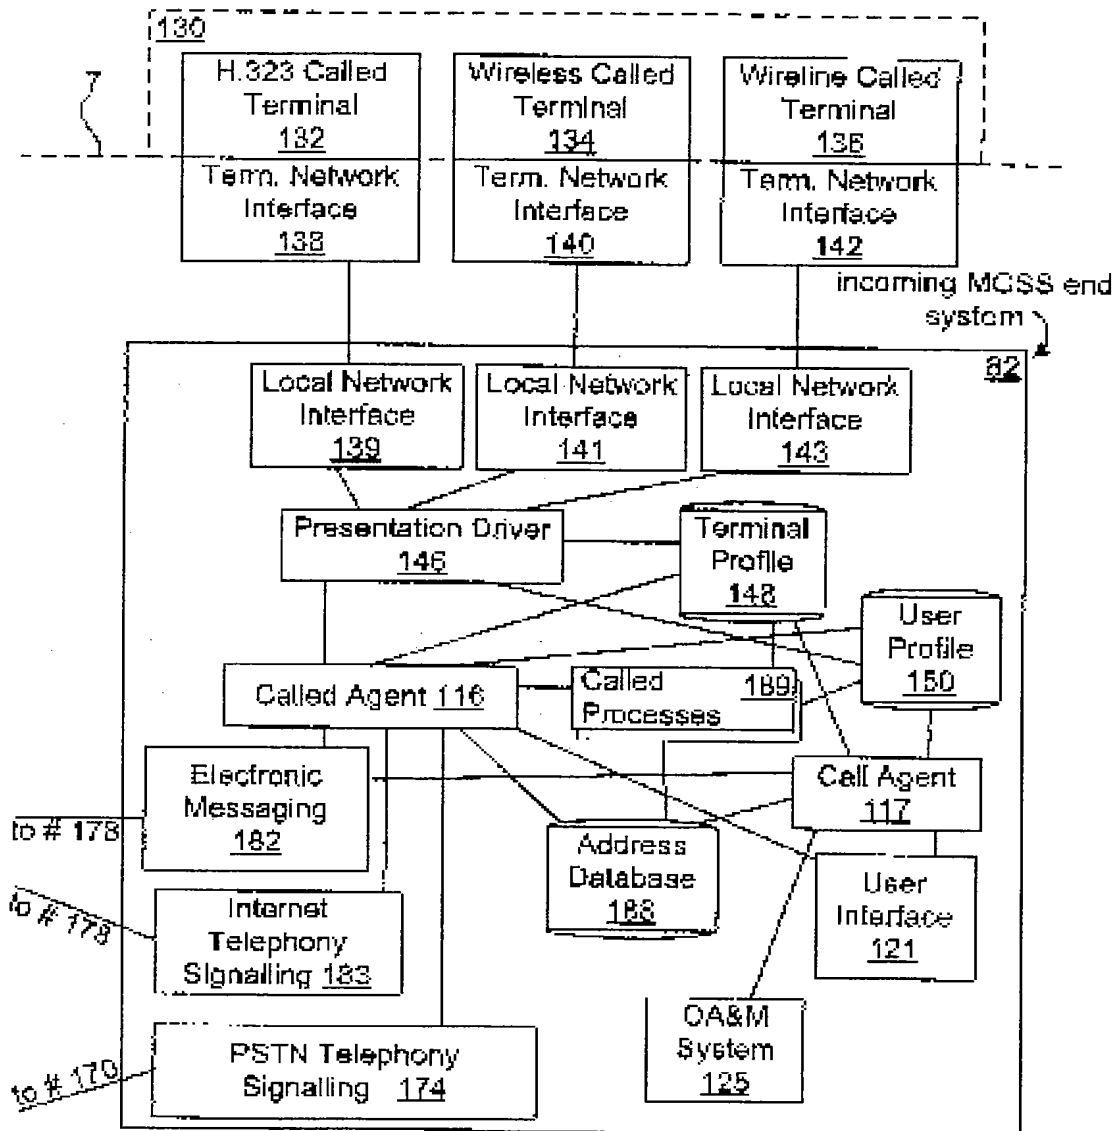 130
H.323 Called
Terminal
132
Wireless Called
Terminal
134
Wireline Called
Terminal
136
7
Term. Network
Interface
138
Term. Network
Interface
140
Term. Network
Interface
142
incoming MCSS end
system
82
Local Network
Interface
139
Local Network
Interface
141
Local Network
Interface
143
Presentation Driver
146
Terminal
Profile
148
User
Profile
150
Called Agent 116
Called
Processes
189
Electronic
Messaging
182
Call Agent
117
to # 178
Address
Database
188
User
Interface
121
Internet
Telephony
Signalling 183
to # 178
OA&M
System
125
PSTN Telephony
Signalling 174
to # 170